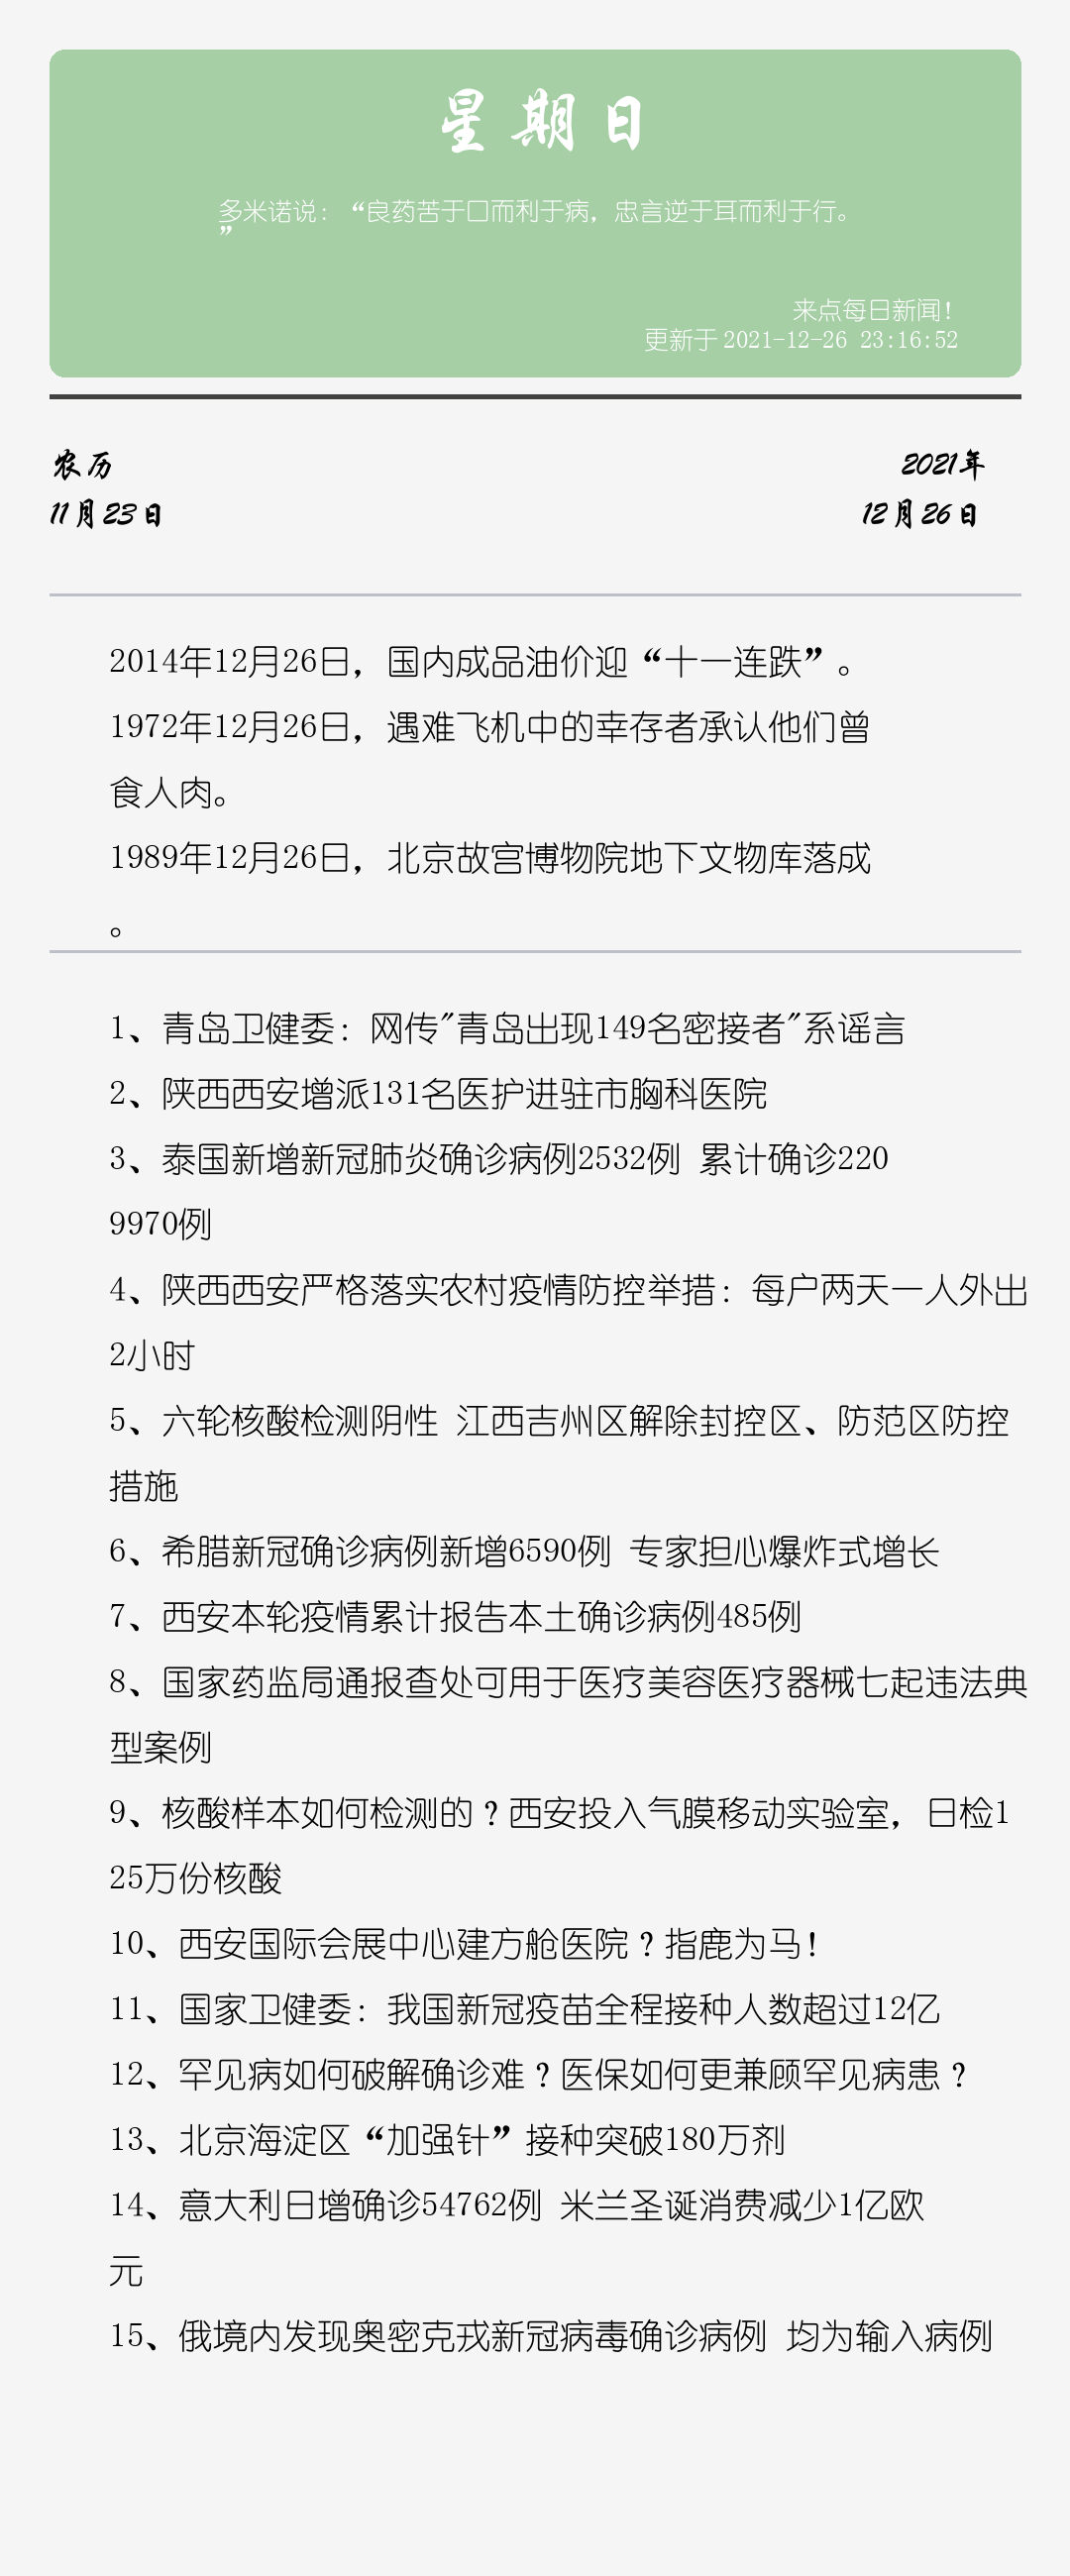 星期日
多米诺说：“良药苦于口而利于病，忠言逆于耳而利于行。
”
来点每日新闻！
更新于 2021-12-26 23:16:52
农历
2021年
11月23日
12月26日
2014年12月26日，国内成品油价迎“十一连跌”。
1972年12月26日，遇难飞机中的幸存者承认他们曾
食人肉。
1989年12月26日，北京故宫博物院地下文物库落成
。
1、青岛卫健委：网传"青岛出现149名密接者"系谣言
2、陕西西安增派131名医护进驻市胸科医院
3、泰国新增新冠肺炎确诊病例2532例 累计确诊220
9970例
4、陕西西安严格落实农村疫情防控举措：每户两天一人外出
2小时
5、六轮核酸检测阴性 江西吉州区解除封控区、防范区防控
措施
6、希腊新冠确诊病例新增6590例 专家担心爆炸式增长
7、西安本轮疫情累计报告本土确诊病例485例
8、国家药监局通报查处可用于医疗美容医疗器械七起违法典
型案例
9、核酸样本如何检测的？西安投入气膜移动实验室，日检1
25万份核酸
10、西安国际会展中心建方舱医院？指鹿为马！
11、国家卫健委：我国新冠疫苗全程接种人数超过12亿
12、罕见病如何破解确诊难？医保如何更兼顾罕见病患？
13、北京海淀区“加强针”接种突破180万剂
14、意大利日增确诊54762例 米兰圣诞消费减少1亿欧
元
15、俄境内发现奥密克戎新冠病毒确诊病例 均为输入病例